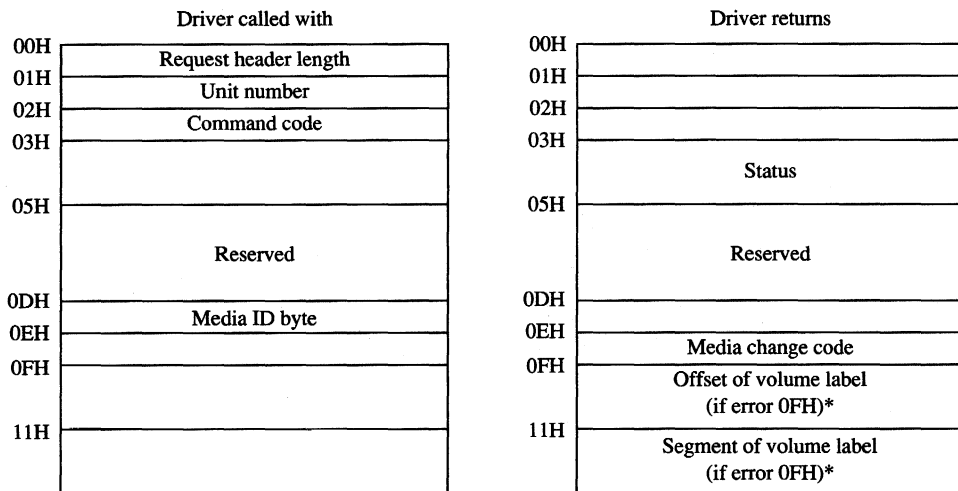 Driver called with
00H
Request header length
01H
Unit number
02H
Command code
03H
05H
Reserved
0DH
Media ID byte
0EH
0FH
11H
Driver returns
00H
01H
02H
03H
Status
05H
Reserved
0DH
0EH
Media change code
0FH
Offset of volume label
(if error 0FH)*
11H
Segment of volume label
(if error 0FH)*